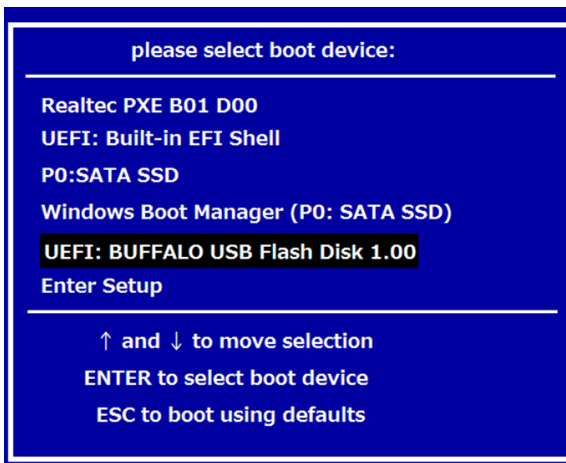 please select boot device:
Realtec PXE B01 D00
UEFI: Built-in EFI Shell
P0:SATA SSD
Windows Boot Manager (P0: SATA SSD)
UEFI: BUFFALO USB Flash Disk 1.00
Enter Setup
↑ and ↓ to move selection
ENTER to select boot device
ESC to boot using defaults